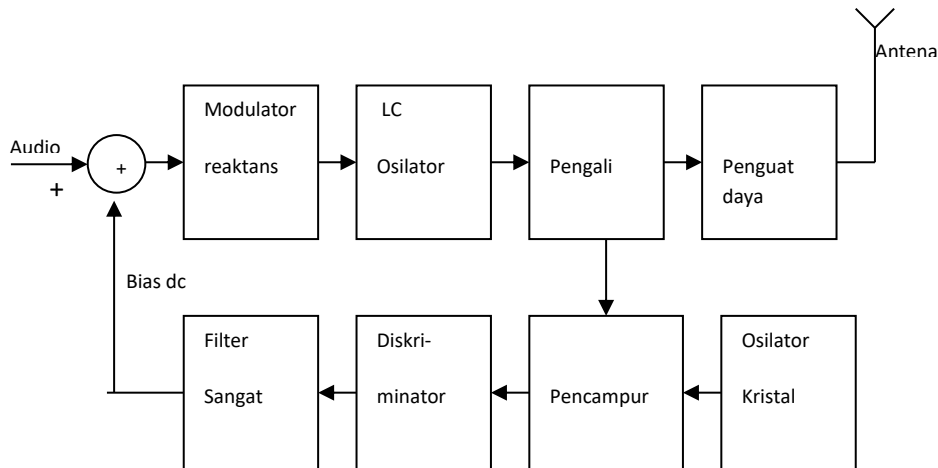 Antena
Modulator
reaktans
LC
Osilator
Pengali
Penguat
daya
Audio
+
+
Bias dc
Filter
Sangat
Diskri-
minator
Pencampur
Osilator
Kristal